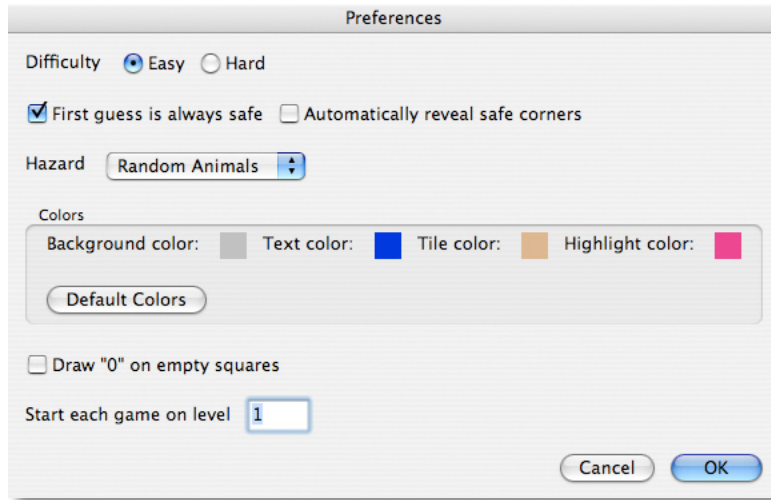 Preferences
Difficulty Easy Hard
First guess is always safe Automatically reveal safe corners
Hazard Random Animals
Colors
Background color: Text color: Tile color: Highlight color:
Default Colors
Draw "0" on empty squares
Start each game on level 1
Cancel OK